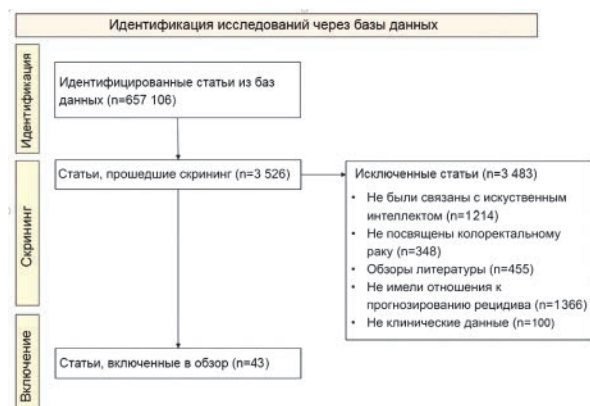 Идентификация исследований через базы данных
Идентификация
Идентифицированные статьи из баз
данных (n=657 106)
Скрининг
Статьи, прошедшие скрининг (n=3 526)
Исключенные статьи (n=3 483)
• Не были связаны с искуственным
интеллектом (n=1214)
• Не посвящены колоректальному
раку (n=348)
• Обзоры литературы (n=455)
• Не имели отношения к
прогнозированию рецидива (n=1366)
• Не клинические данные (n=100)
Включение
Статьи, включенные в обзор (n=43)